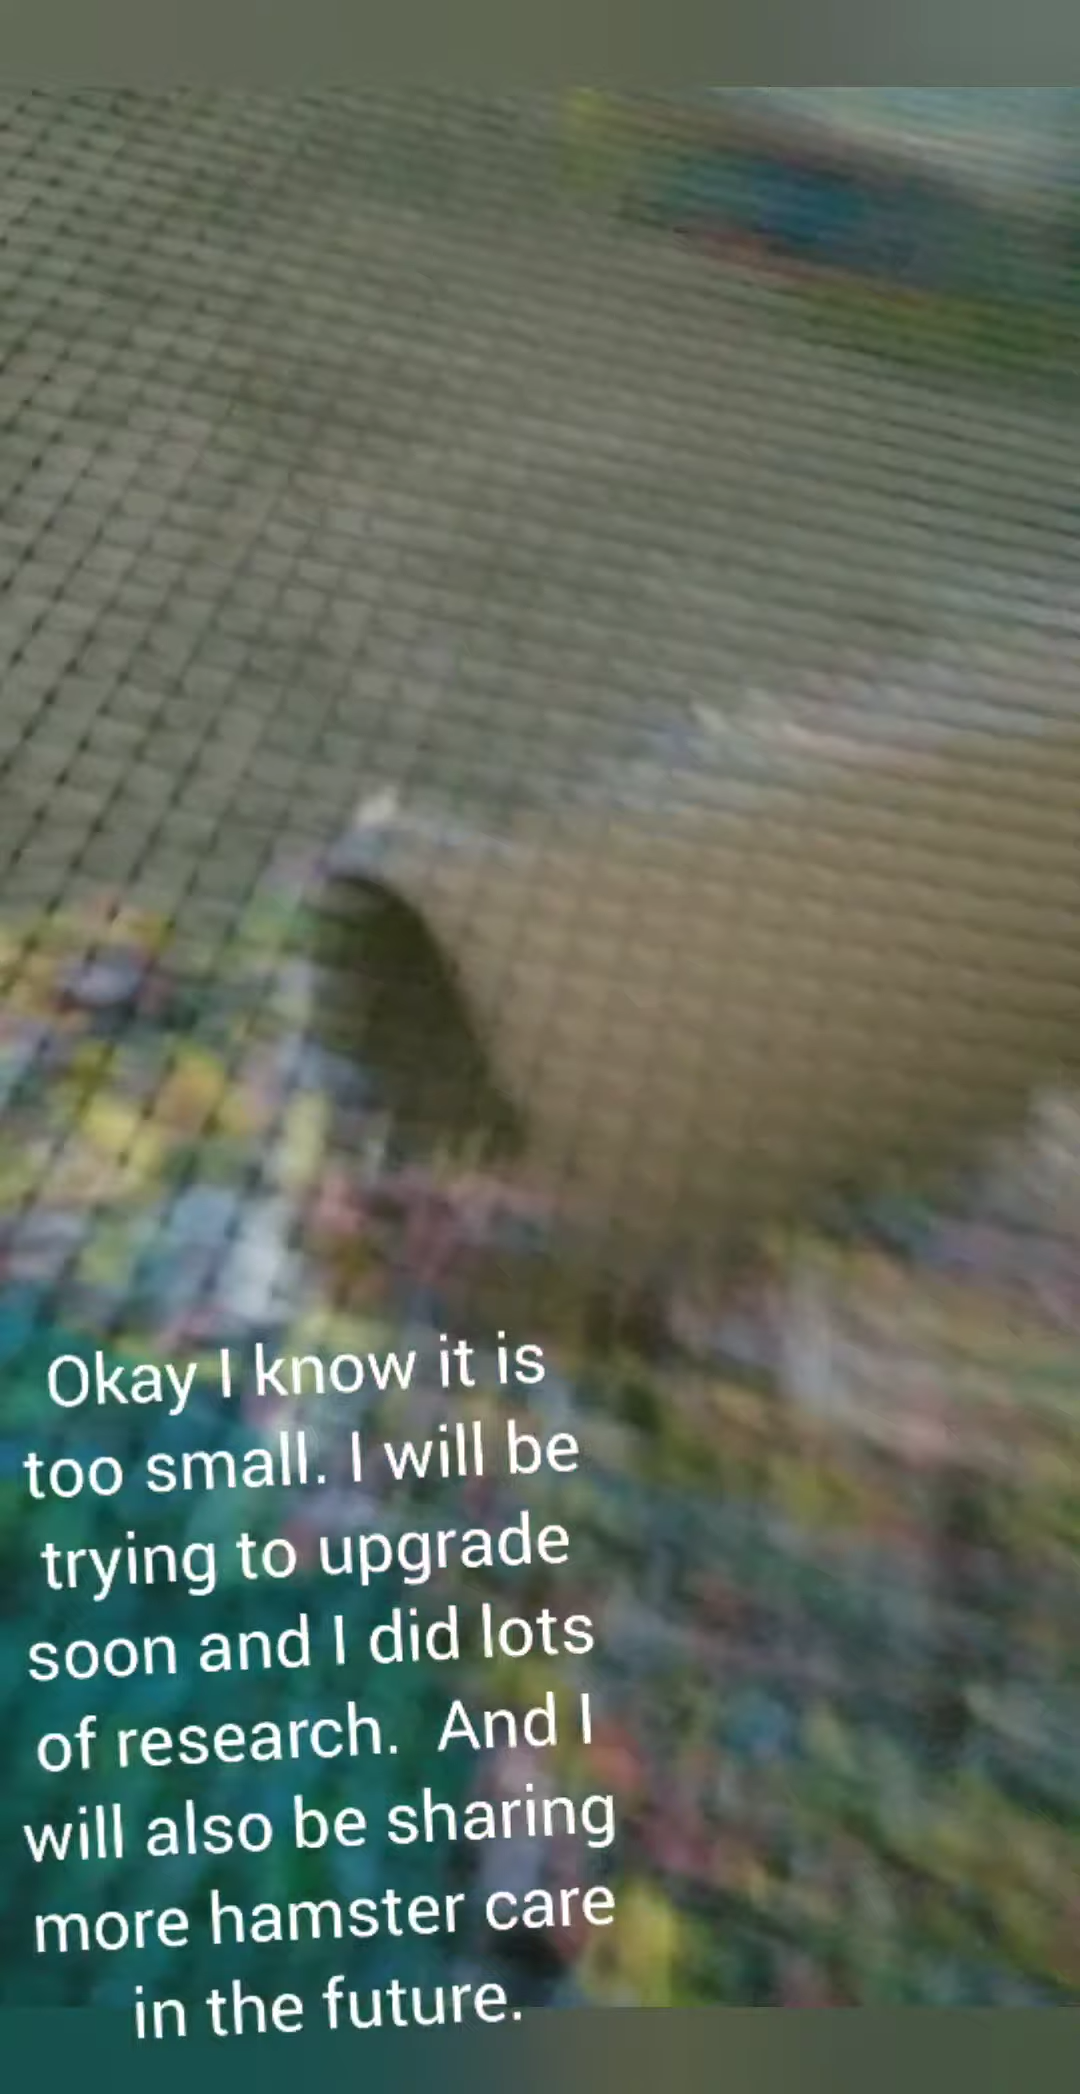 Okay I know it is
too small. I will be
trying to upgrade
soon and I did lots
of research. And I
will also be sharing
more hamster care
in the future.